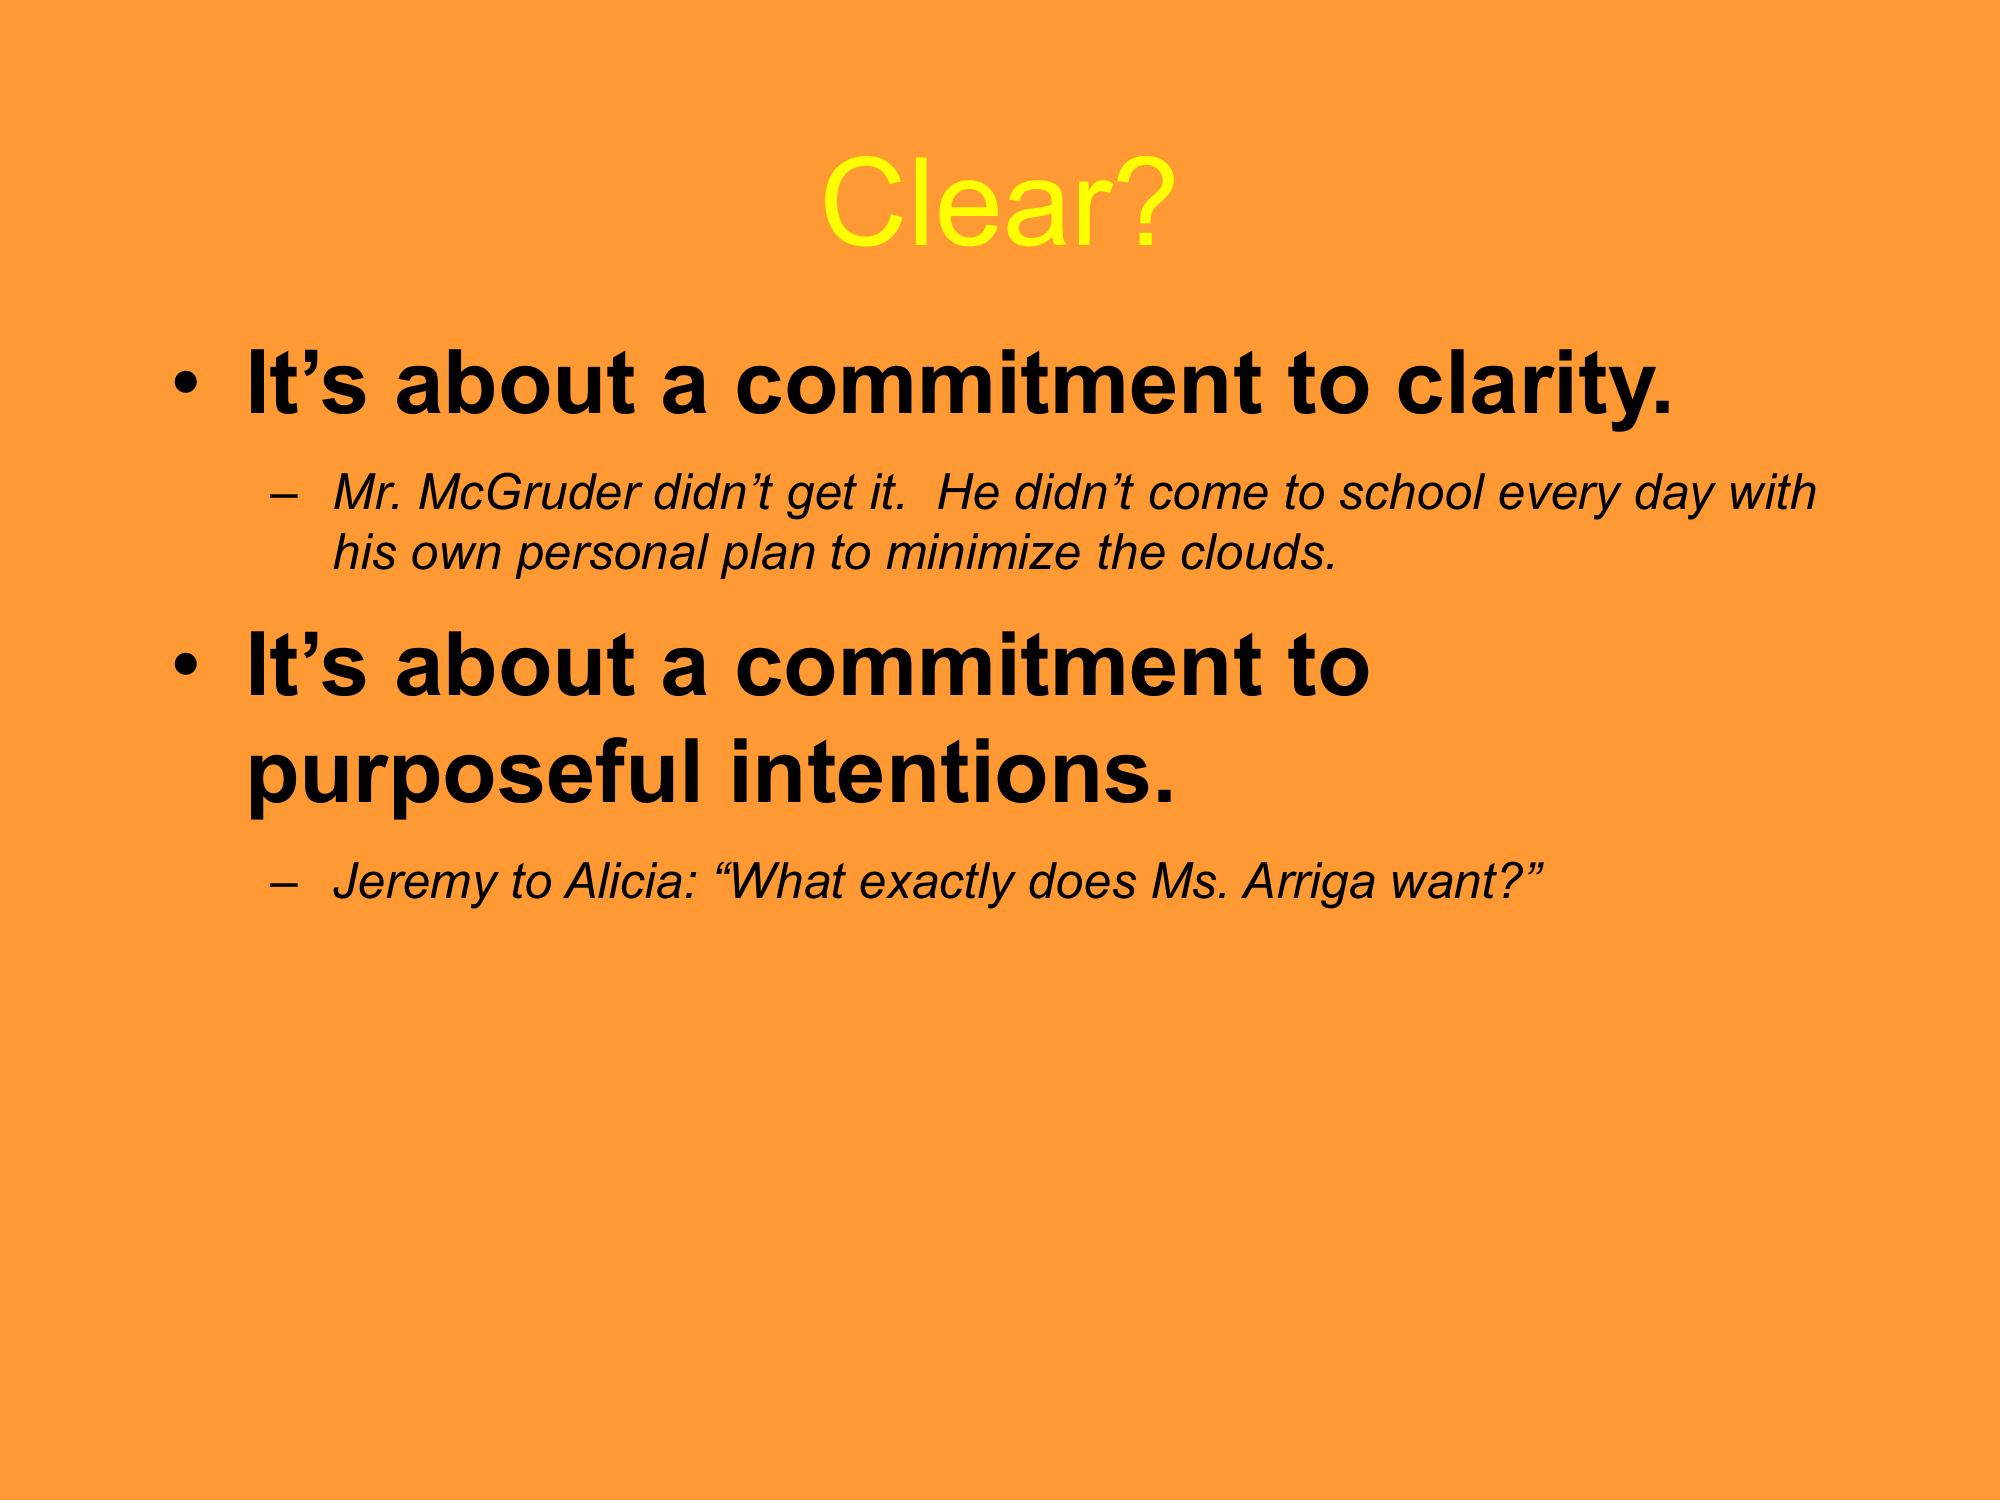 Clear?
• It’s about a commitment to clarity.
– Mr. McGruder didn’t get it.  He didn’t come to school every day with
his own personal plan to minimize the clouds.
• It’s about a commitment to
purposeful intentions.
– Jeremy to Alicia: “What exactly does Ms. Arriga want?”